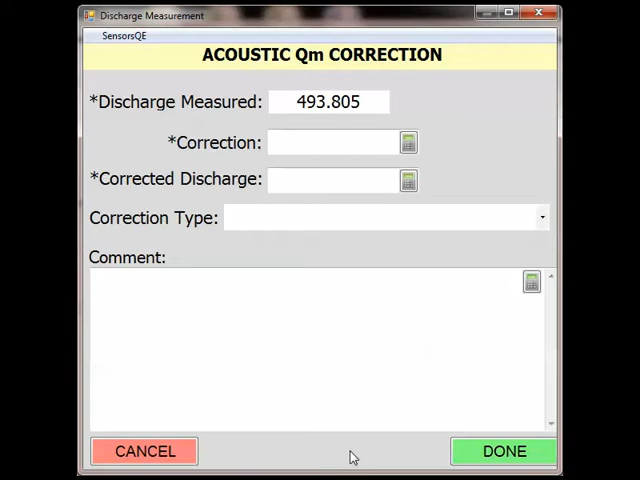 Discharge Measurement
SensorsQE
ACOUSTIC Qm CORRECTION
*Discharge Measured: 493.805
*Correction:
*Corrected Discharge:
Correction Type:
Comment:
CANCEL DONE